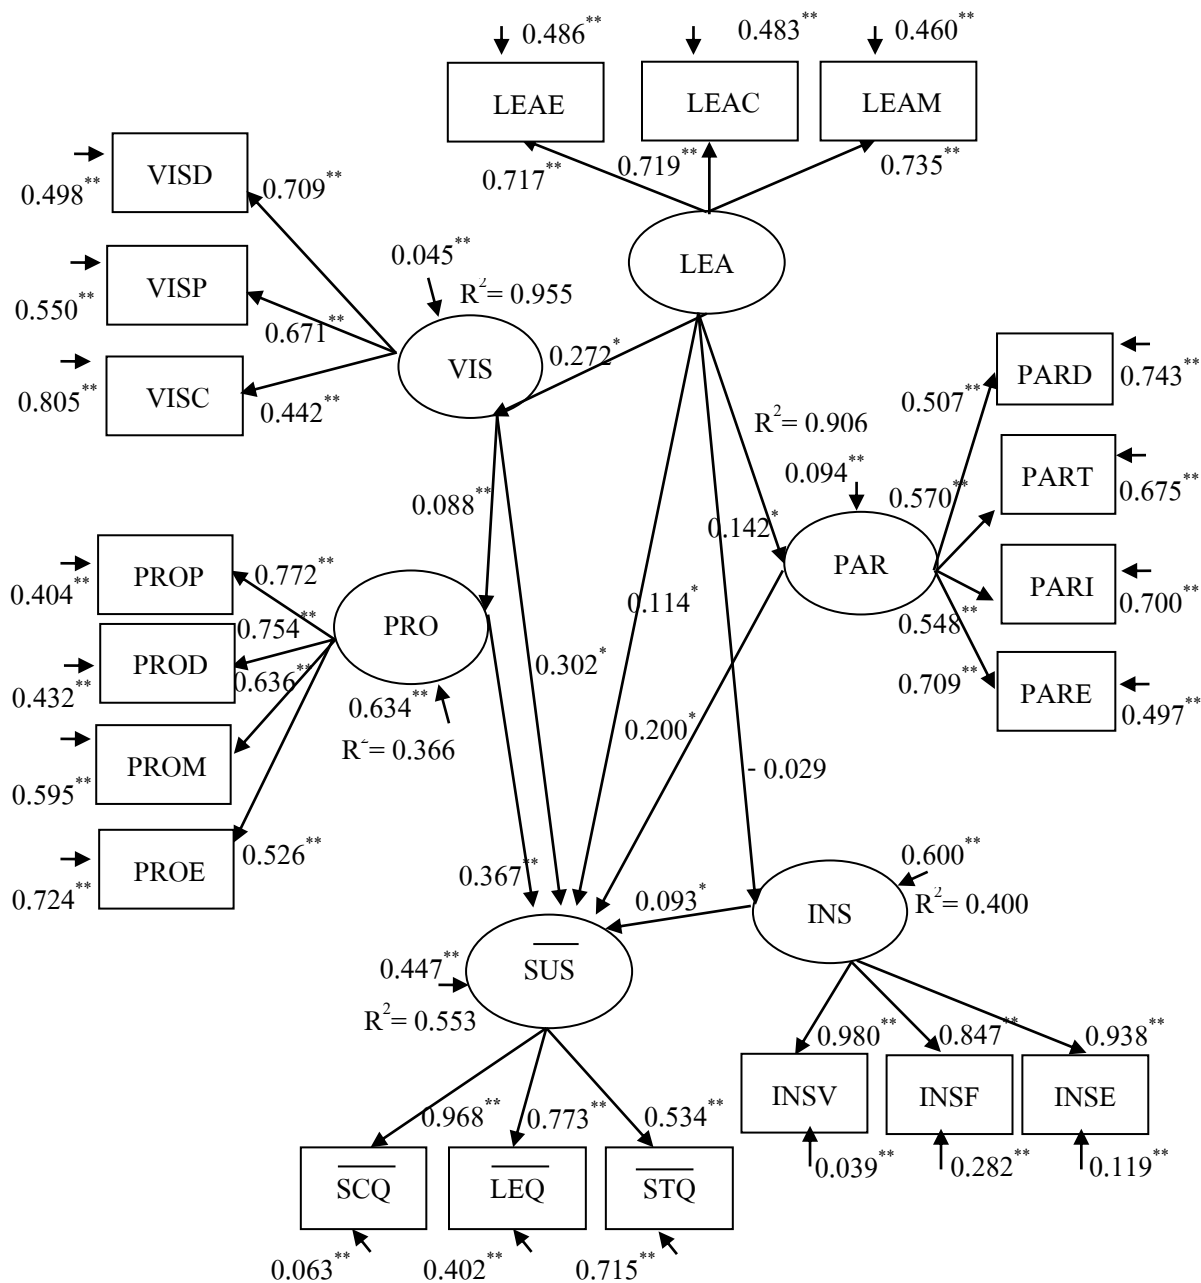 0.486**
0.483**
0.460**
LEAE
LEAC
LEAM
0.717**
0.719**
0.735**
VISD
0.498**
0.709**
LEA
VISP
0.550**
0.671**
0.045**
R²= 0.955
VISC
0.805**
0.442**
VIS
0.272*
PARD
0.743**
0.507**
R²= 0.906
PART
0.675**
0.094**
0.570**
0.088**
0.142*
PAR
PARI
0.700**
0.548**
PROP
0.404**
0.772**
0.754**
PRO
0.114*
PROD
0.432**
0.636**
0.302*
0.709**
PARE
0.497**
0.634**
R²= 0.366
0.200*
PROM
0.595**
- 0.029
PROE
0.724**
0.526**
0.367**
0.600**
R²= 0.400
0.093*
INS
0.447**
R²= 0.553
SUS
0.980**
0.847**
0.938**
INSV
INSF
INSE
0.968**
0.773**
0.534**
0.039**
0.282**
0.119**
SCQ
LEQ
STQ
0.063**
0.402**
0.715**